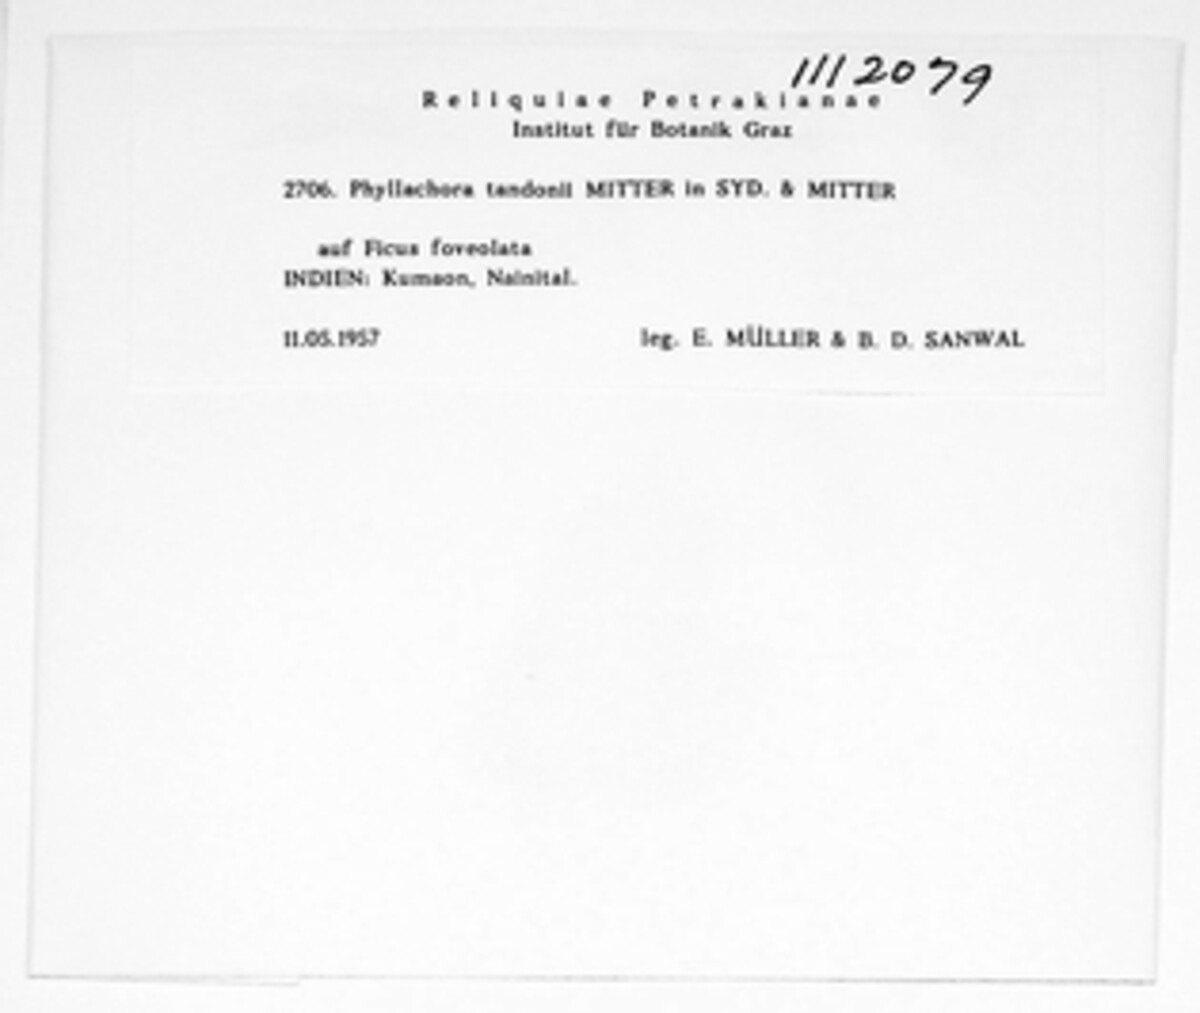 1112079
Reliquiae Petrakianae
Institut für Botanik Graz
2706. Phyllachora tandonii MITTER in SYD. & MITTER
auf Ficus foveolata
INDIEN: Kumaon, Nainital.
11.05.1957 leg. E. MÜLLER & B. D. SANWAL